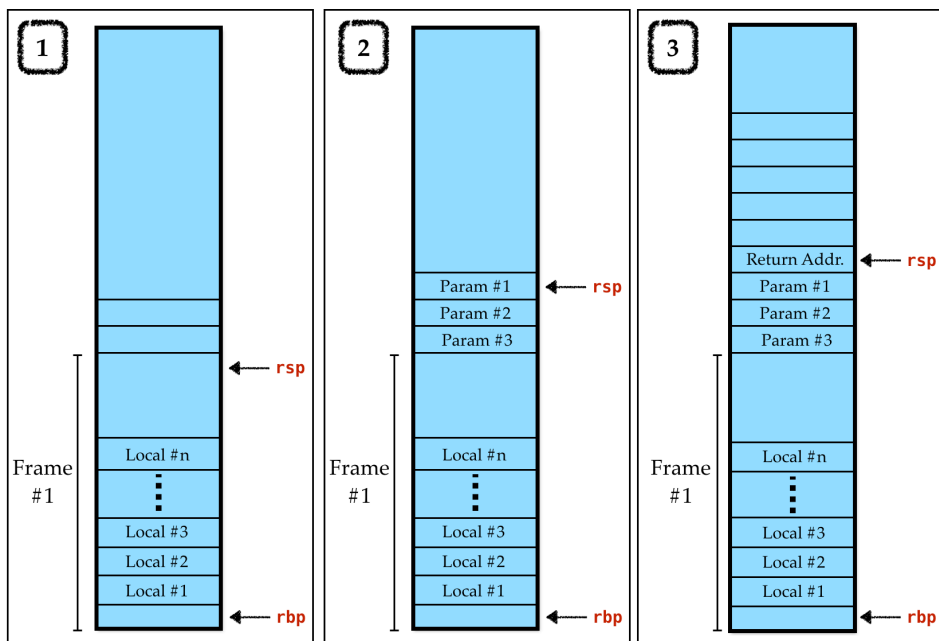 1
rsp
Local #n
Frame
#1
Local #3
Local #2
Local #1
rbp
2
Param #1
rsp
Param #2
Param #3
Local #n
Frame
#1
Local #3
Local #2
Local #1
rbp
3
Return Addr.
rsp
Param #1
Param #2
Param #3
Local #n
Frame
#1
Local #3
Local #2
Local #1
rbp